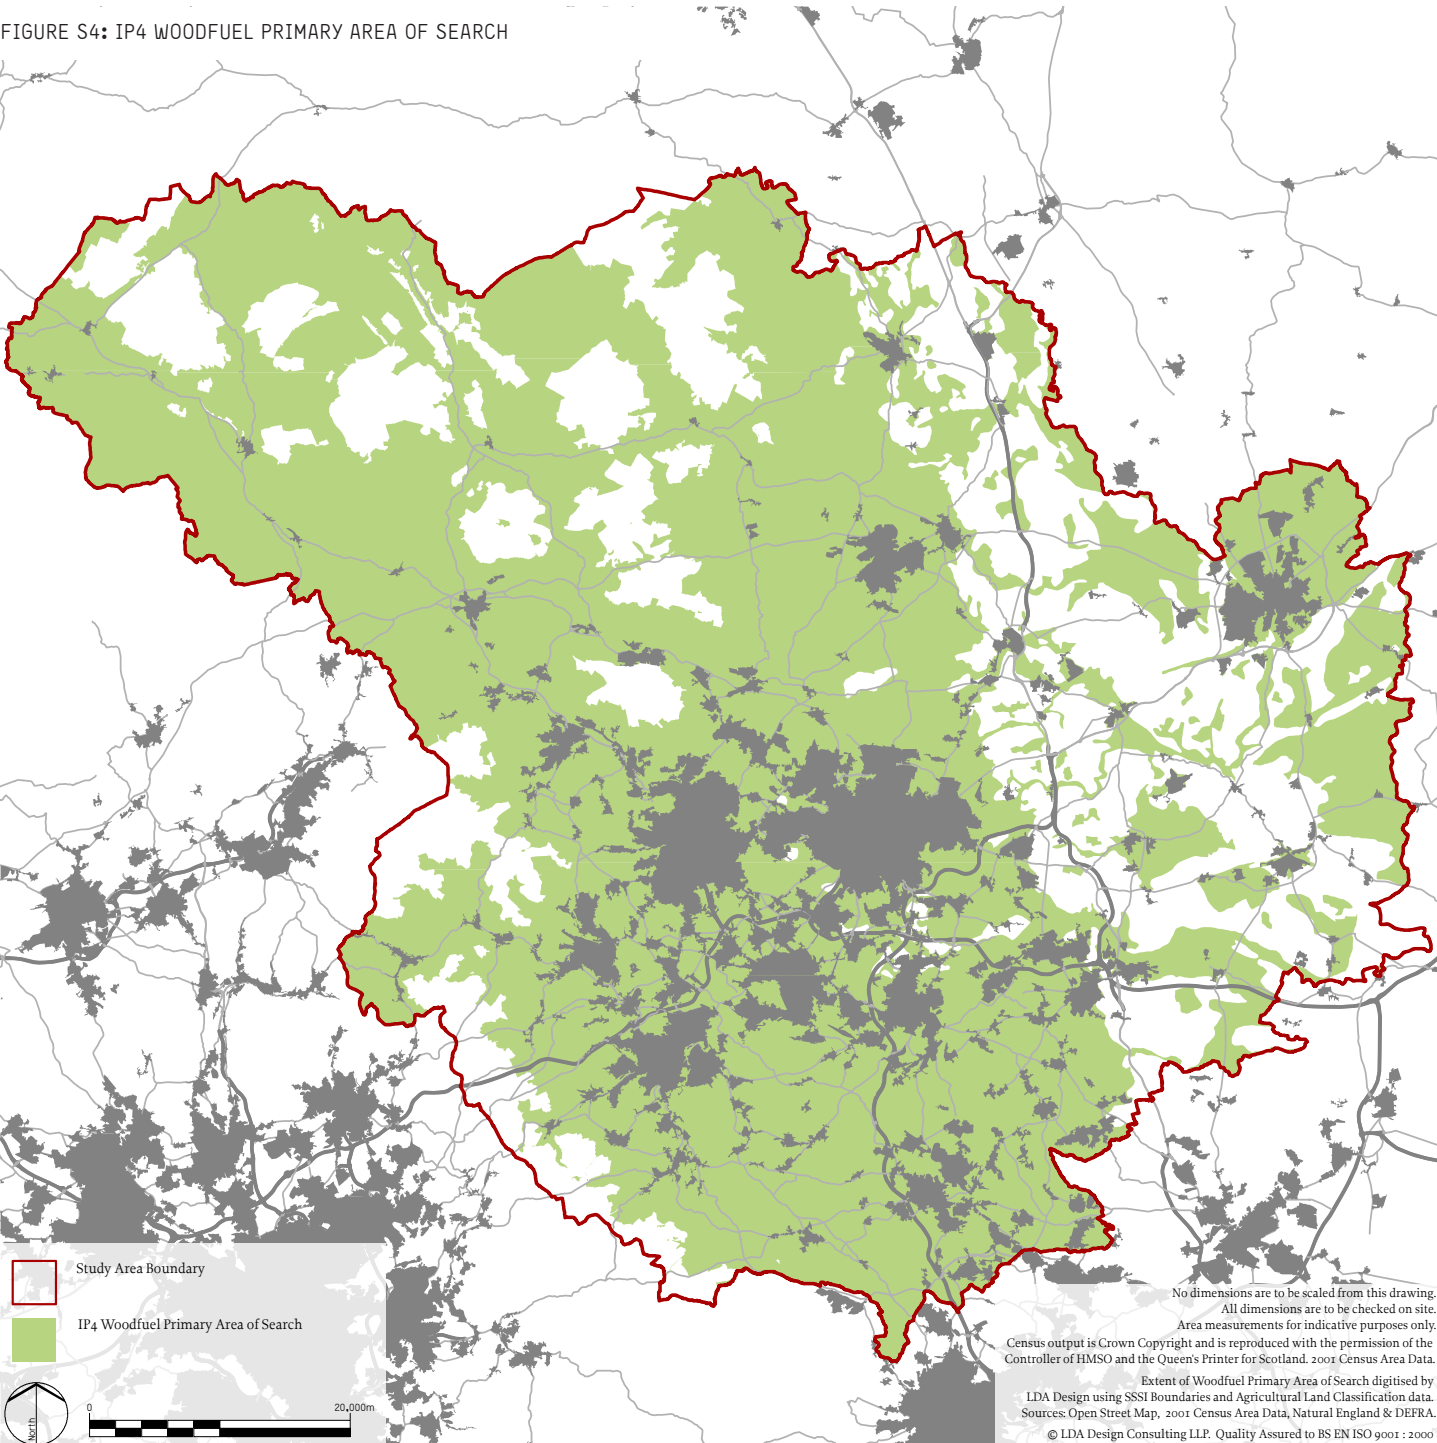 FIGURE S4: IP4 WOODFUEL PRIMARY AREA OF SEARCH
Study Area Boundary
IP4 Woodfuel Primary Area of Search
North
0
20,000m
No dimensions are to be scaled from this drawing.
All dimensions are to be checked on site.
Area measurements for indicative purposes only.
Census output is Crown Copyright and is reproduced with the permission of the
Controller of HMSO and the Queen's Printer for Scotland. 2001 Census Area Data.
Extent of Woodfuel Primary Area of Search digitised by
LDA Design using SSSI Boundaries and Agricultural Land Classification data.
Sources: Open Street Map, 2001 Census Area Data, Natural England & DEFRA.
© LDA Design Consulting LLP. Quality Assured to BS EN ISO 9001 : 2000